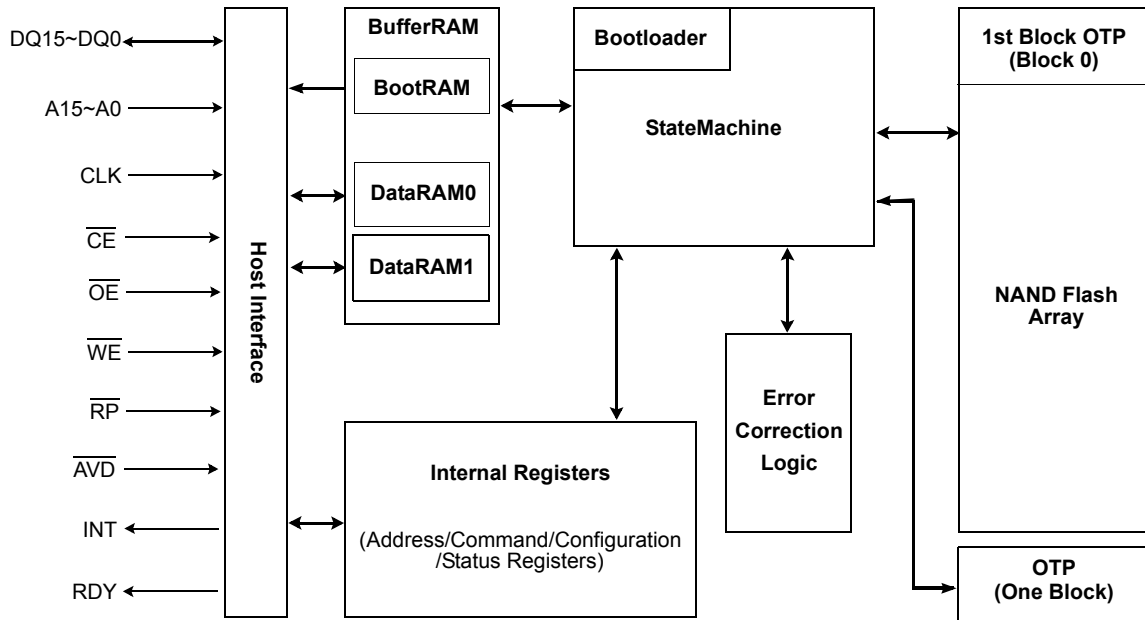 DQ15~DQ0
A15~A0
CLK
CE
OE
WE
RP
AVD
INT
RDY
Host Interface
BufferRAM
BootRAM
DataRAM0
DataRAM1
Internal Registers
(Address/Command/Configuration
/Status Registers)
Bootloader
StateMachine
Error
Correction
Logic
1st Block OTP
(Block 0)
NAND Flash
Array
OTP
(One Block)